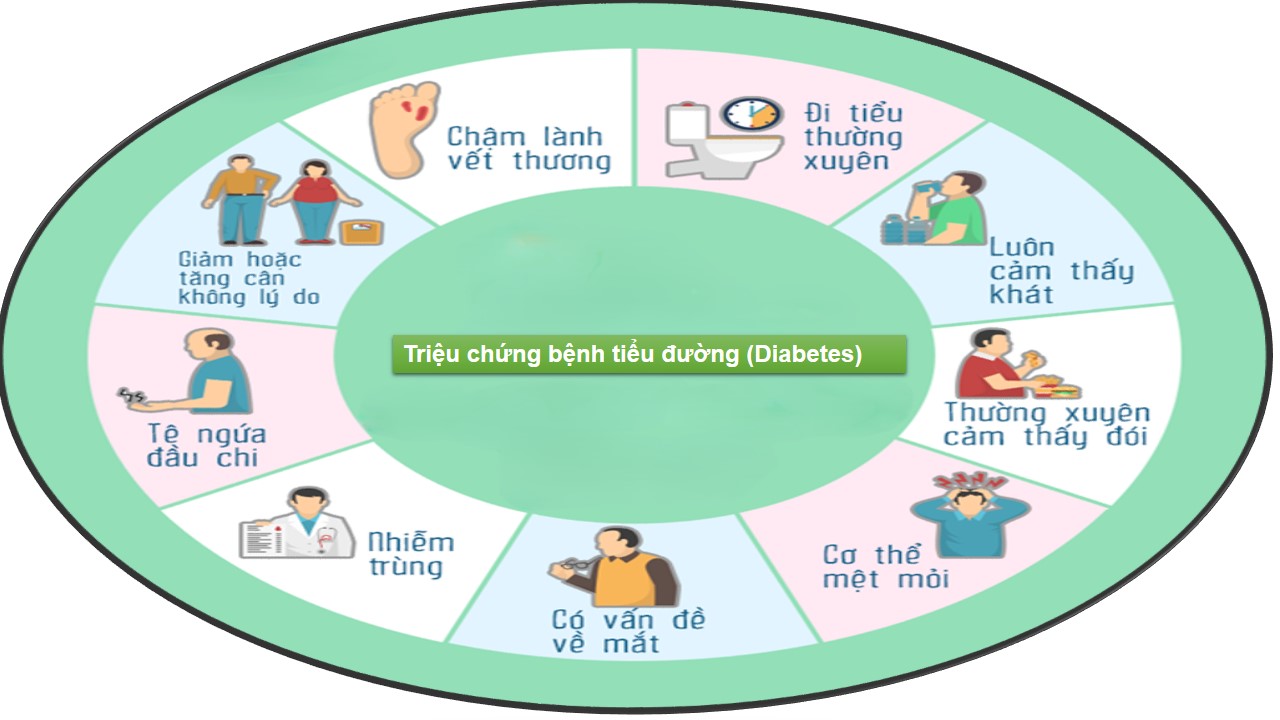 Đi tiểu
thường
xuyên
Luôn
cảm thấy
khát
Thường xuyên
cảm thấy đói
Cơ thể
mệt mỏi
Có vấn đề
về mắt
Nhiễm
trùng
Tê ngứa
đầu chi
Giảm hoặc
tăng cân
không lý do
Chậm lành
vết thương
Triệu chứng bệnh tiểu đường (Diabetes)